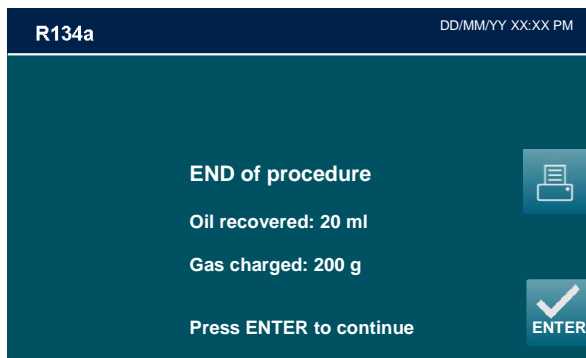 R134a
DD/MM/YY XX:XX PM
END of procedure
Oil recovered: 20 ml
Gas charged: 200 g
Press ENTER to continue
ENTER